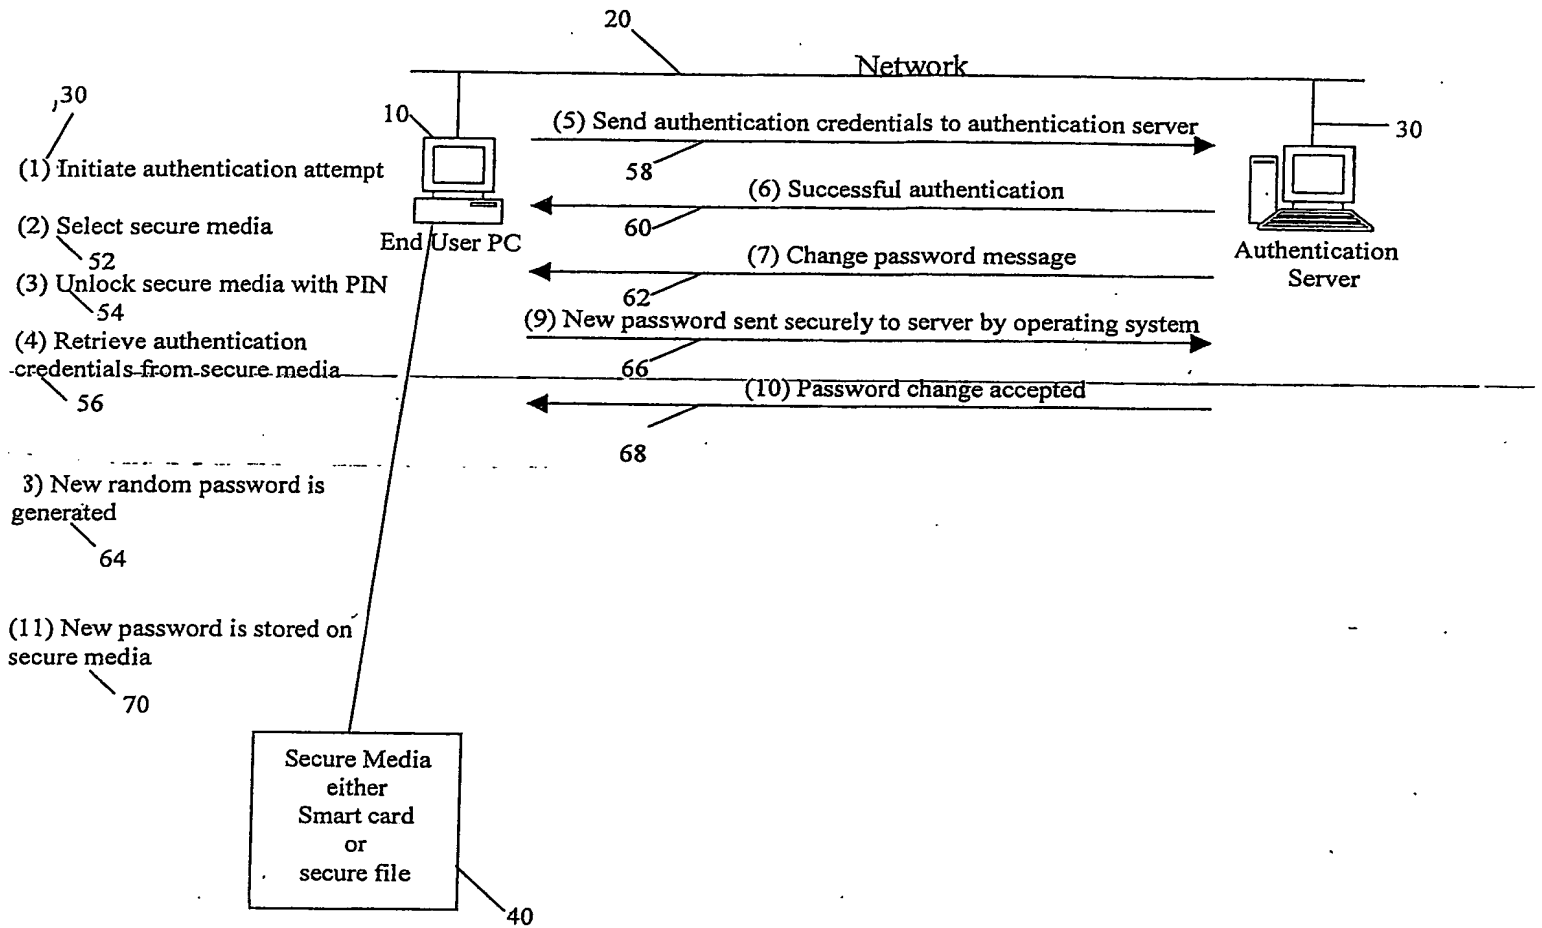 20
Network
30
10
(5) Send authentication credentials to authentication server
30
(1) Initiate authentication attempt
58
(6) Successful authentication
(2) Select secure media
60
End User PC
Authentication
Server
52
(7) Change password message
(3) Unlock secure media with PIN
62
54
(9) New password sent securely to server by operating system
(4) Retrieve authentication
credentials from secure media
66
56
(10) Password change accepted
68
3) New random password is
generated
64
(11) New password is stored on
secure media
70
Secure Media
either
Smart card
or
secure file
40